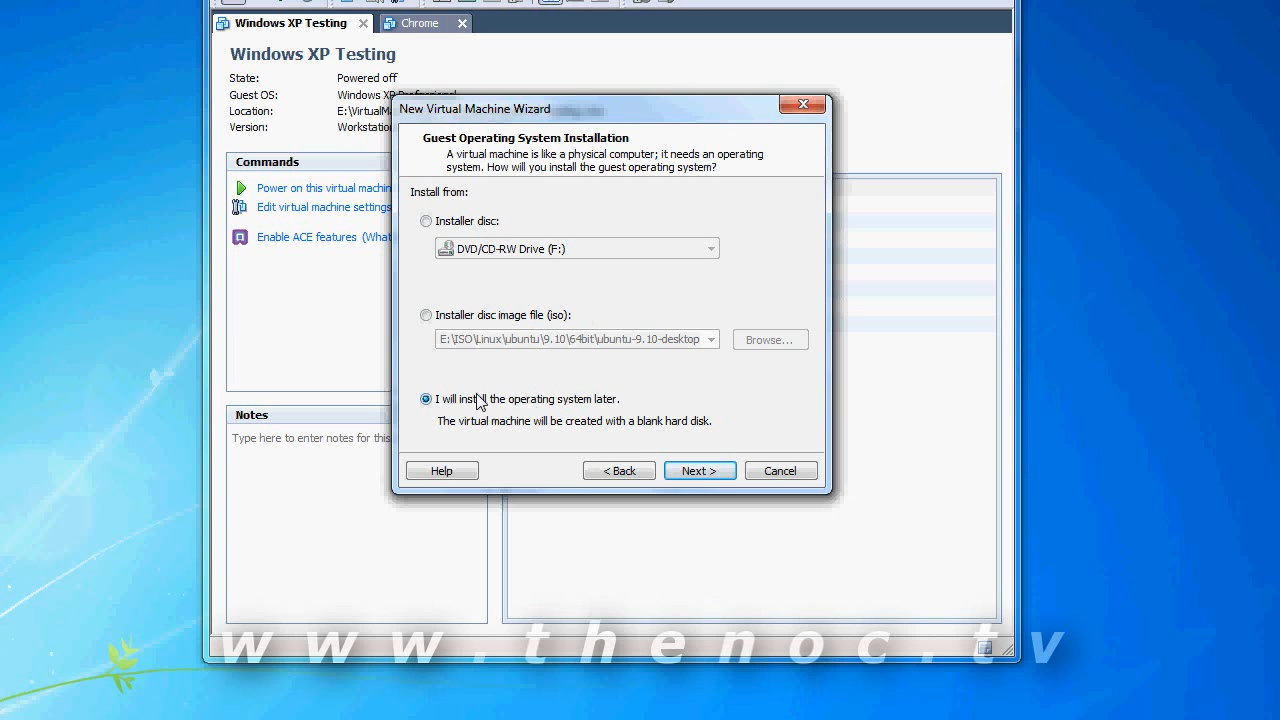 Windows XP Testing
Chrome
Windows XP Testing
State: Powered off
Guest OS: Windows XP Professional
Location: E:\VirtualMa
Version: Workstatio
Commands
Power on this virtual machin
Edit virtual machine settings
Enable ACE features (What
Notes
Type here to enter notes for this
New Virtual Machine Wizard
Guest Operating System Installation
A virtual machine is like a physical computer; it needs an operating
system. How will you install the guest operating system?
Install from:
Installer disc:
DVD/CD-RW Drive (F:)
Installer disc image file (iso):
E:\ISO\Linux\ubuntu\9.10\64bit\ubuntu-9.10-desktop
Browse...
I will install the operating system later.
The virtual machine will be created with a blank hard disk.
Help
< Back
Next >
Cancel
www.thenoc.tv